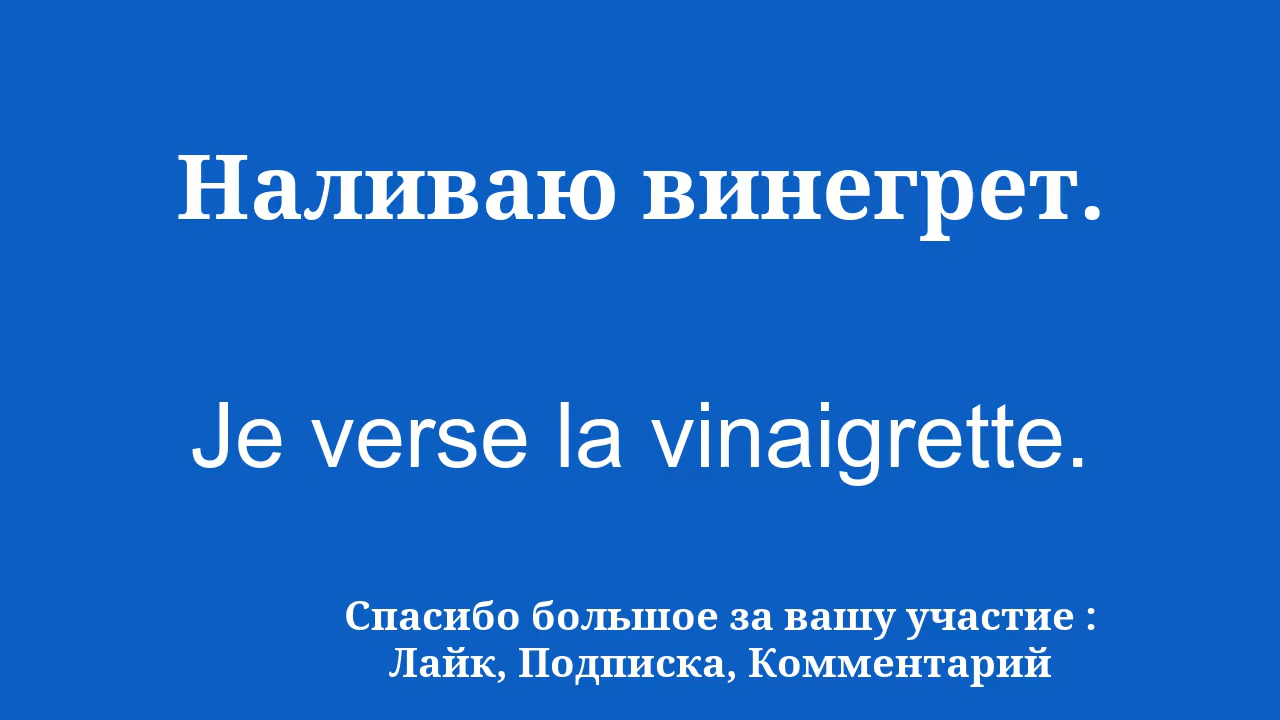 Наливаю винегрет.
Je verse la vinaigrette.
Спасибо большое за вашу участие :
Лайк, Подписка, Комментарий